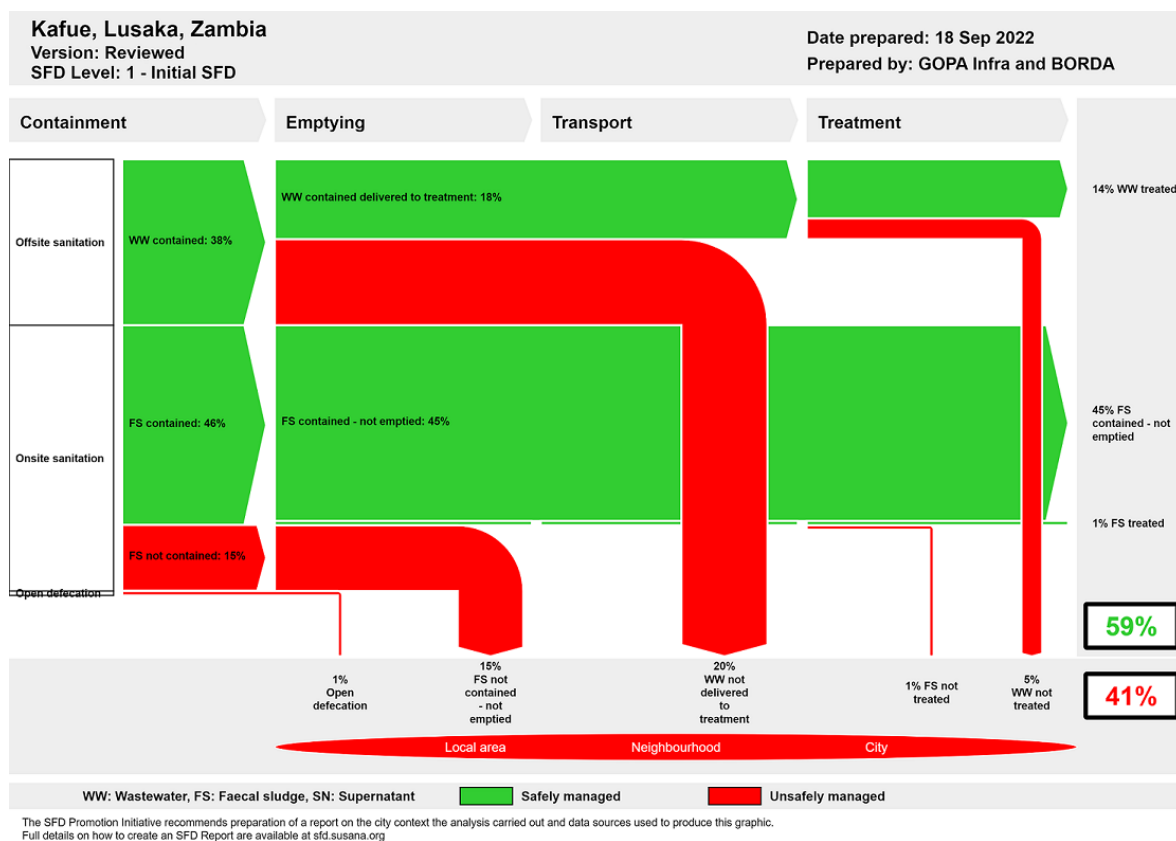 Kafue, Lusaka, Zambia
Version: Reviewed
SFD Level: 1 - Initial SFD
Date prepared: 18 Sep 2022
Prepared by: GOPA Infra and BORDA
Containment
Emptying
Transport
Treatment
Offsite sanitation
WW contained: 38%
WW contained delivered to treatment: 18%
14% WW treated
Onsite sanitation
FS contained: 46%
FS contained - not emptied: 45%
45% FS
contained - not
emptied
1% FS treated
FS not contained: 15%
Open defecation
59%
41%
1%
Open
defecation
15%
FS not
contained
- not
emptied
20%
WW not
delivered
to
treatment
1% FS not
treated
5%
WW not
treated
Local area
Neighbourhood
City
WW: Wastewater, FS: Faecal sludge, SN: Supernatant
Safely managed
Unsafely managed
The SFD Promotion Initiative recommends preparation of a report on the city context the analysis carried out and data sources used to produce this graphic.
Full details on how to create an SFD Report are available at sfd.susana.org